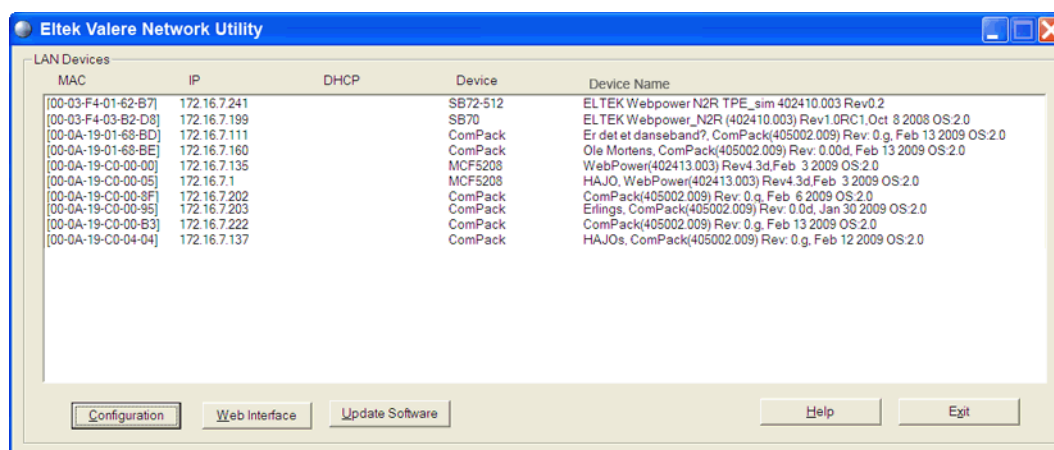 Eltek Valere Network Utility
LAN Devices
MAC IP DHCP Device Device Name
[00-03-F4-01-62-B7] 172.16.7.241 SB72-512 ELTEK Webpower N2R TPE_sim 402410.003 Rev0.2
[00-03-F4-03-B2-D8] 172.16.7.199 SB70 ELTEK Webpower_N2R (402410.003) Rev1.0RC1,Oct 8 2008 OS:2.0
[00-0A-19-01-68-BD] 172.16.7.111 ComPack Er det et danseband?, ComPack(405002.009) Rev: 0.g, Feb 13 2009 OS:2.0
[00-0A-19-01-68-BE] 172.16.7.160 ComPack Ole Mortens, ComPack(405002.009) Rev: 0.00d, Feb 13 2009 OS:2.0
[00-0A-19-C0-00-00] 172.16.7.135 MCF5208 WebPower(402413.003) Rev4.3d,Feb 3 2009 OS:2.0
[00-0A-19-C0-00-05] 172.16.7.1 MCF5208 HAJO, WebPower(402413.003) Rev4.3d,Feb 3 2009 OS:2.0
[00-0A-19-C0-00-8F] 172.16.7.202 ComPack ComPack(405002.009) Rev: 0.g, Feb 6 2009 OS:2.0
[00-0A-19-C0-00-95] 172.16.7.203 ComPack Erlings, ComPack(405002.009) Rev: 0.0d, Jan 30 2009 OS:2.0
[00-0A-19-C0-00-B3] 172.16.7.222 ComPack ComPack(405002.009) Rev: 0.g, Feb 13 2009 OS:2.0
[00-0A-19-C0-04-04] 172.16.7.137 ComPack HAJOs, ComPack(405002.009) Rev: 0.g, Feb 12 2009 OS:2.0
Configuration Web Interface Update Software Help Exit